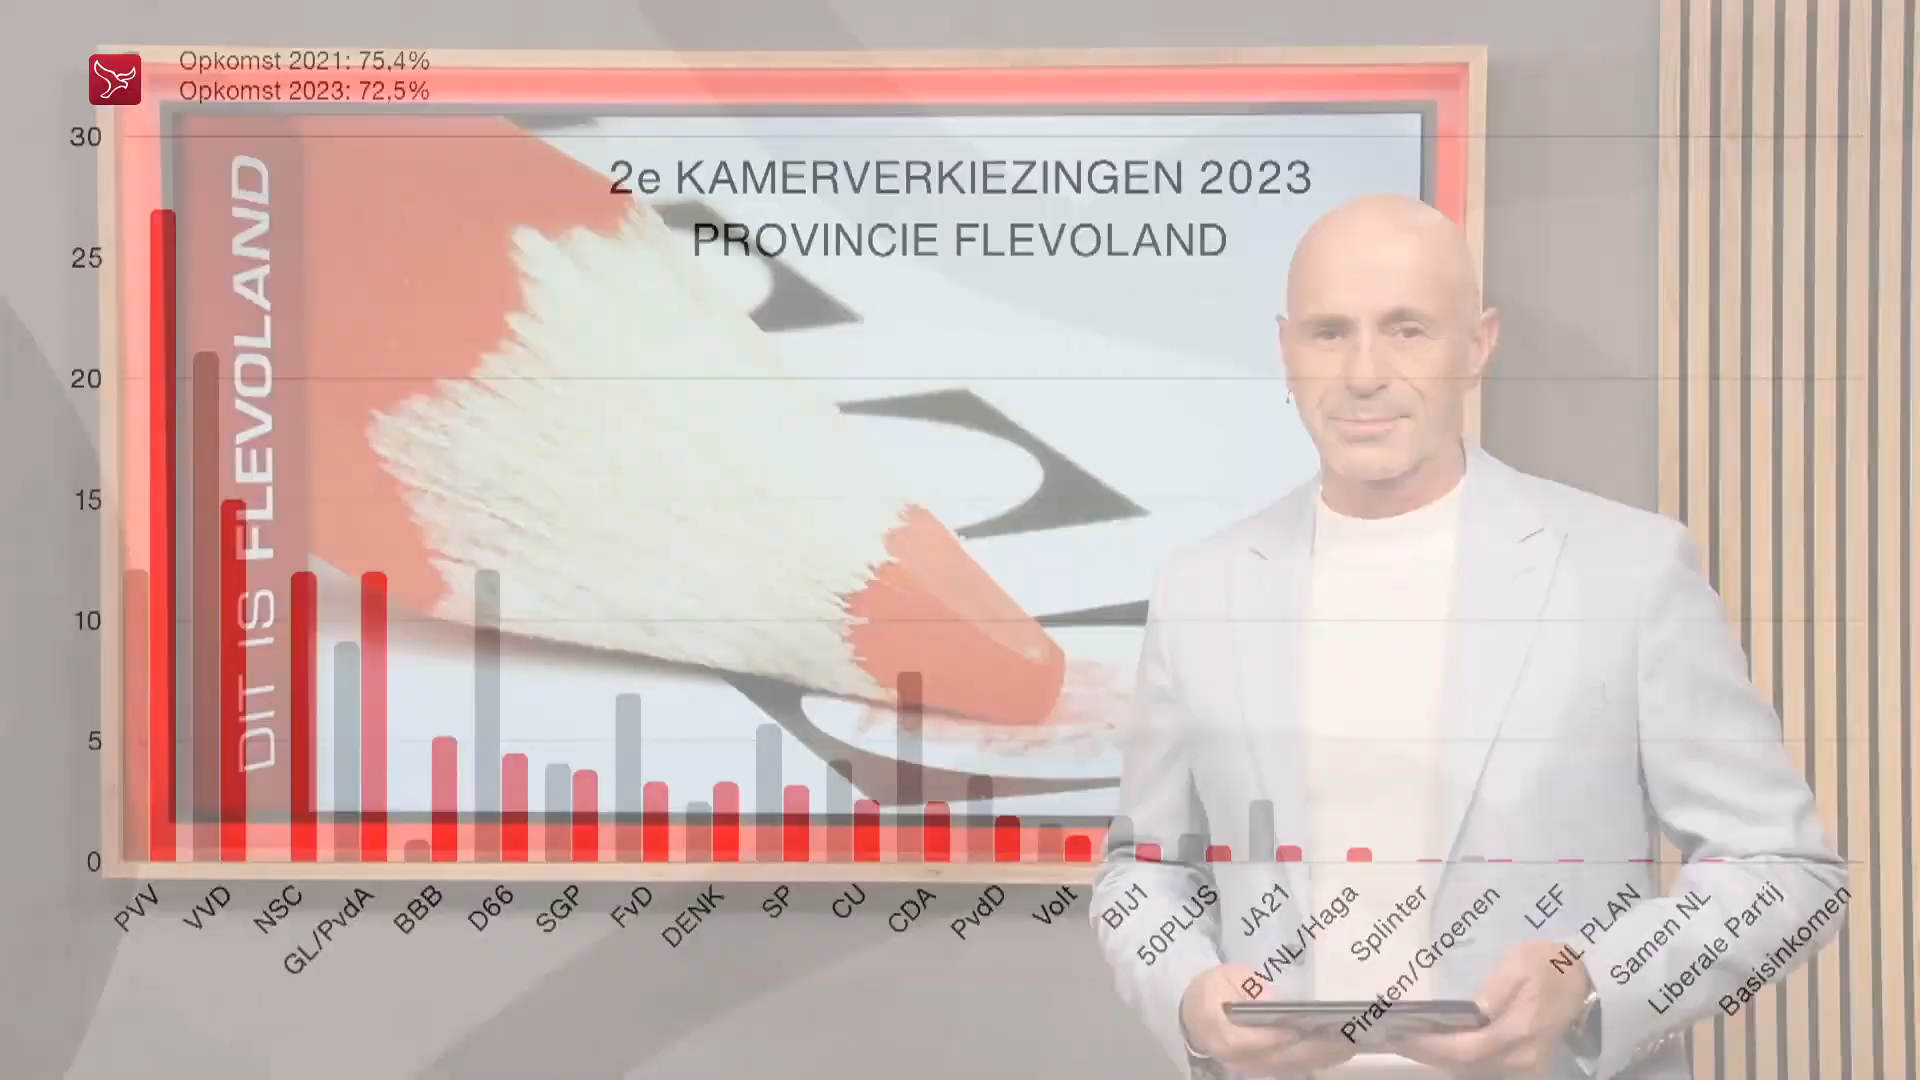 Opkomst 2021: 75,4%
Opkomst 2023: 72,5%
2e KAMERVERKIEZINGEN 2023
PROVINCIE FLEVOLAND
DIT IS FLEVOLAND
30
25
20
15
10
5
0
PVV
VVD
NSC
GL/PvdA
BBB
D66
SGP
FvD
DENK
SP
CU
CDA
PvdD
Volt
BIJ1
50PLUS
JA21
BVNL/Haga
Splinter
Piraten/Groenen
LEF
NL PLAN
Samen NL
Liberale Partij
Basisinkomen